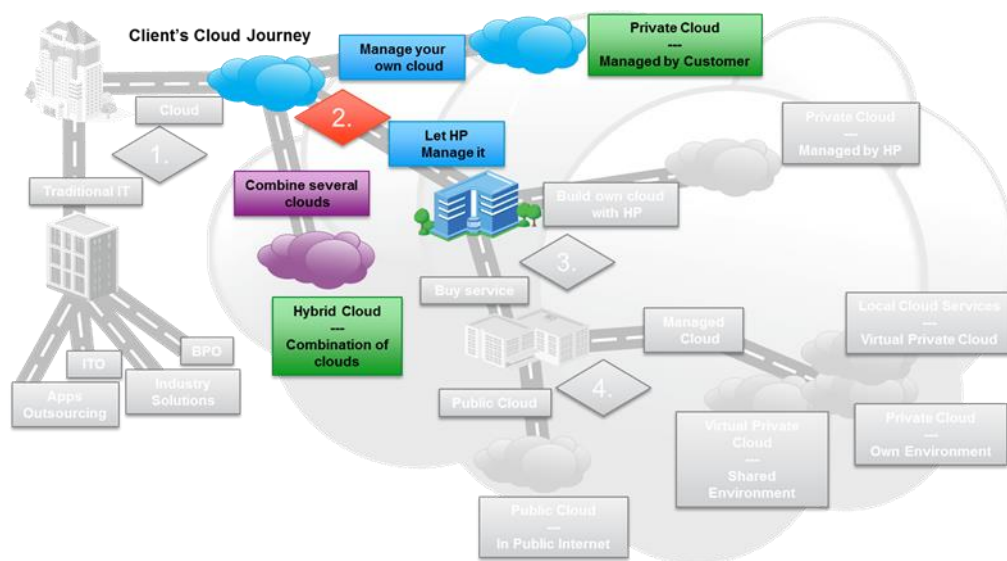 Client's Cloud Journey
Manage your
own cloud
Private Cloud
---
Managed by Customer
Cloud
2.
1.
Let HP
Manage it
Private Cloud
---
Managed by HP
Traditional IT
Combine several
clouds
Build own cloud
with HP
3.
Buy service
Hybrid Cloud
---
Combination of
clouds
Managed
Cloud
Local Cloud Services
---
Virtual Private Cloud
BPO
ITO
Apps
Outsourcing
Industry
Solutions
4.
Public Cloud
Virtual Private
Cloud
---
Shared
Environment
Private Cloud
---
Own Environment
Public Cloud
---
In Public Internet